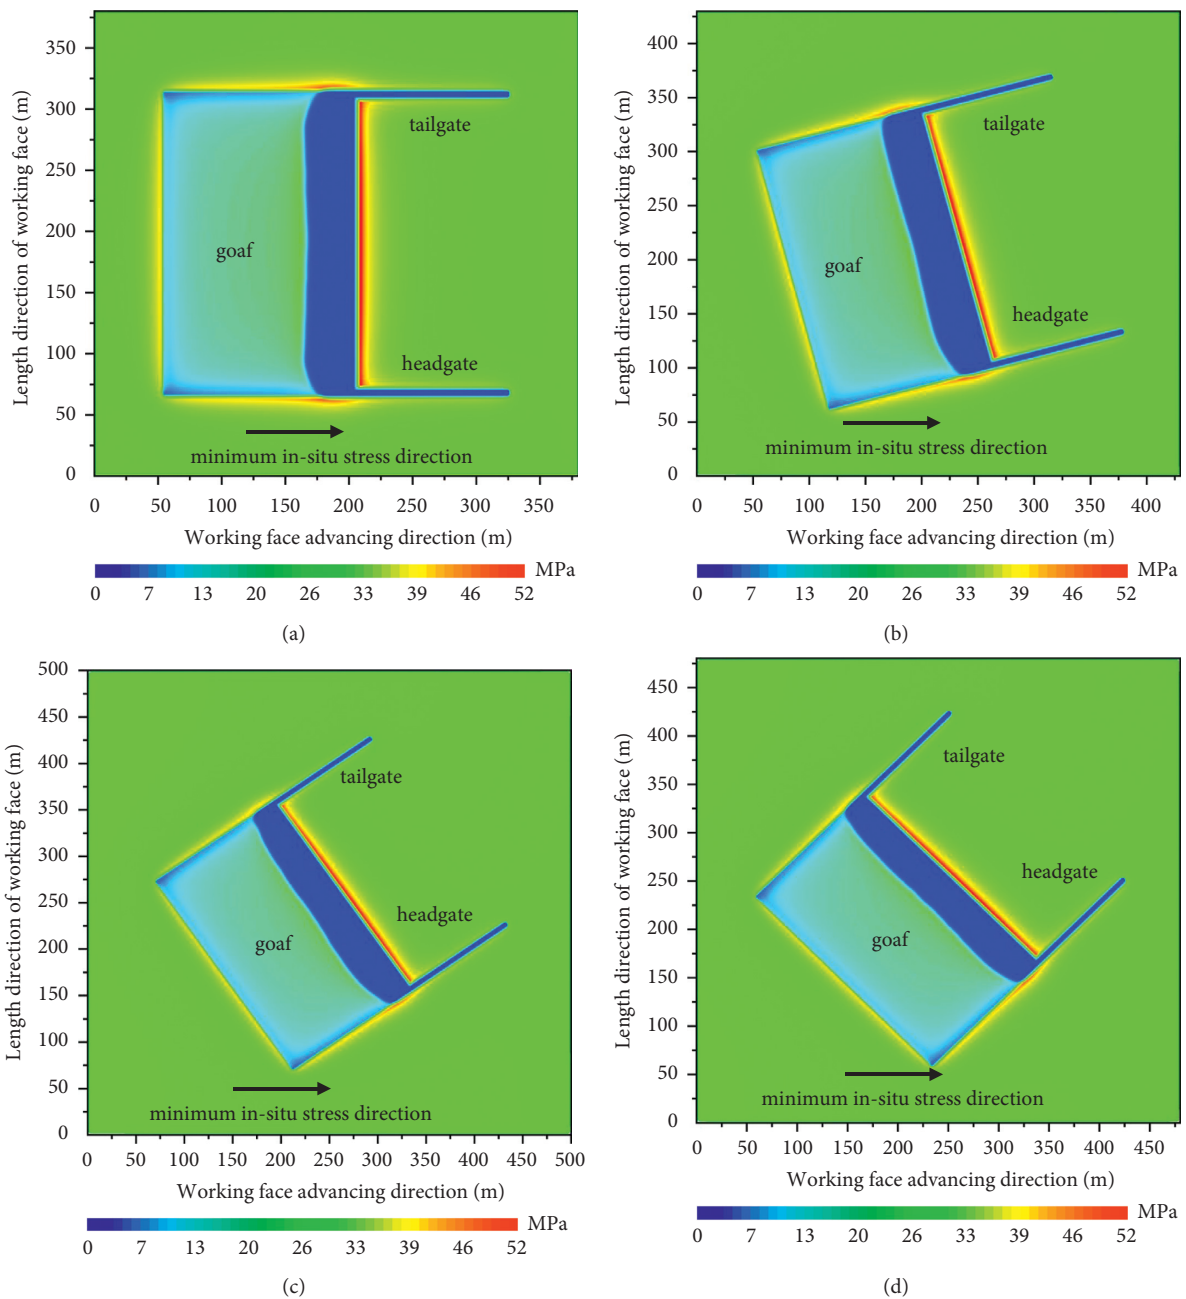 Length direction of working face (m)
350
300
250
200
150
100
50
0
tailgate
goaf
headgate
minimum in-situ stress direction
0 50 100 150 200 250 300 350
Working face advancing direction (m)
MPa
0 7 13 20 26 33 39 46 52
(a)
Length direction of working face (m)
400
350
300
250
200
150
100
50
0
tailgate
goaf
headgate
minimum in-situ stress direction
0 50 100 150 200 250 300 350 400
Working face advancing direction (m)
MPa
0 7 13 20 26 33 39 46 52
(b)
Length direction of working face (m)
500
450
400
350
300
250
200
150
100
50
0
tailgate
headgate
goaf
minimum in-situ stress direction
0 50 100 150 200 250 300 350 400 450 500
Working face advancing direction (m)
MPa
0 7 13 20 26 33 39 46 52
(c)
Length direction of working face (m)
450
400
350
300
250
200
150
100
50
0
tailgate
headgate
goaf
minimum in-situ stress direction
0 50 100 150 200 250 300 350 400 450
Working face advancing direction (m)
MPa
0 7 13 20 26 33 39 46 52
(d)